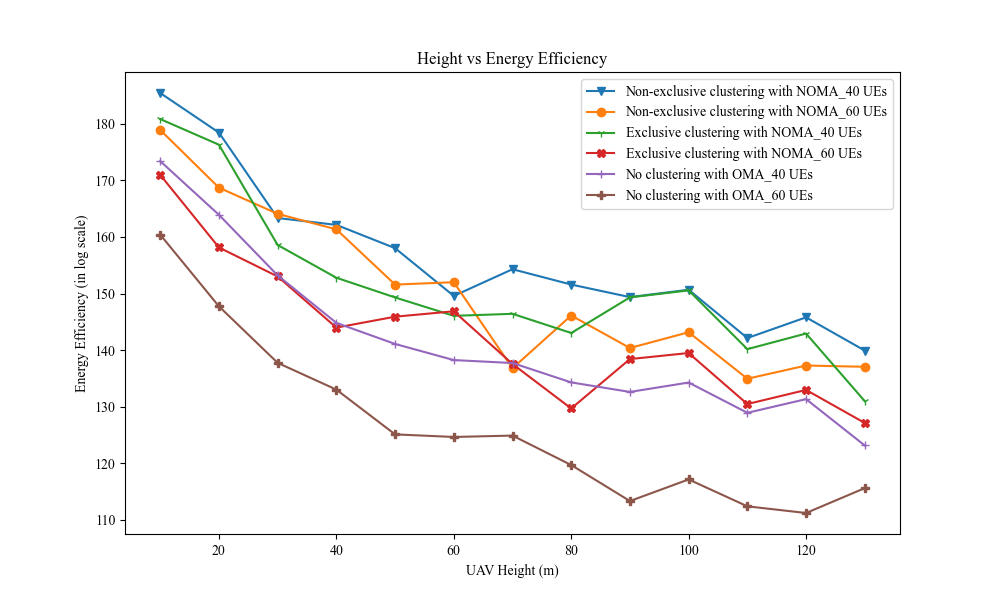 Height vs Energy Efficiency
Non-exclusive clustering with NOMA_40 UEs
Non-exclusive clustering with NOMA_60 UEs
Exclusive clustering with NOMA_40 UEs
Exclusive clustering with NOMA_60 UEs
No clustering with OMA_40 UEs
No clustering with OMA_60 UEs
Energy Efficiency (in log scale)
180
170
160
150
140
130
120
110
20 40 60 80 100 120
UAV Height (m)